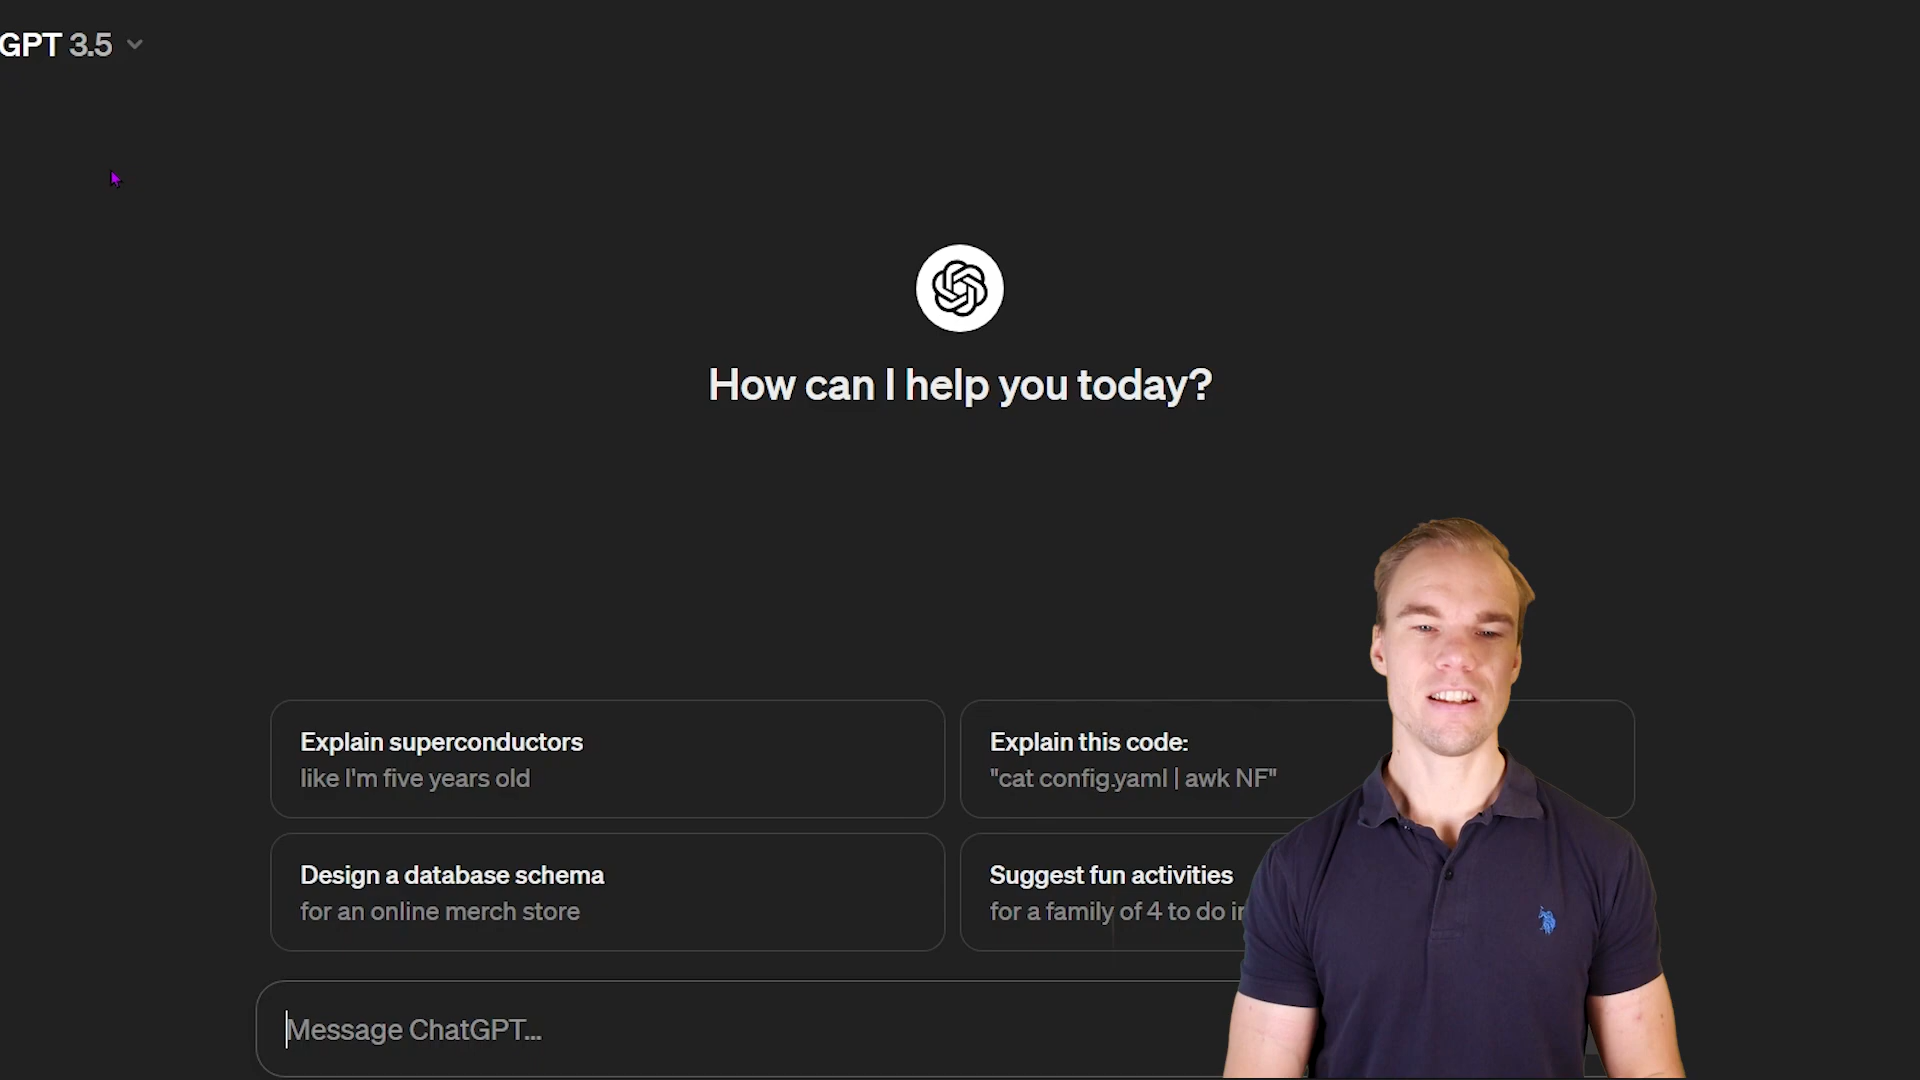 GPT 3.5
How can I help you today?
Explain superconductors
like I'm five years old
Explain this code:
"cat config.yaml | awk NF"
Design a database schema
for an online merch store
Suggest fun activities
for a family of 4 to do in
Message ChatGPT...